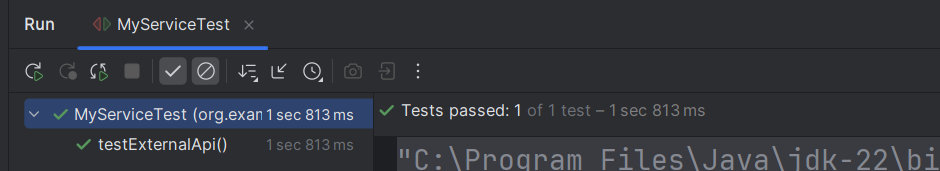 Run MyServiceTest
Tests passed: 1 of 1 test – 1 sec 813 ms
MyServiceTest (org.exam 1 sec 813 ms
testExternalApi() 1 sec 813 ms
"C:\Program Files\Java\jdk-22\bi